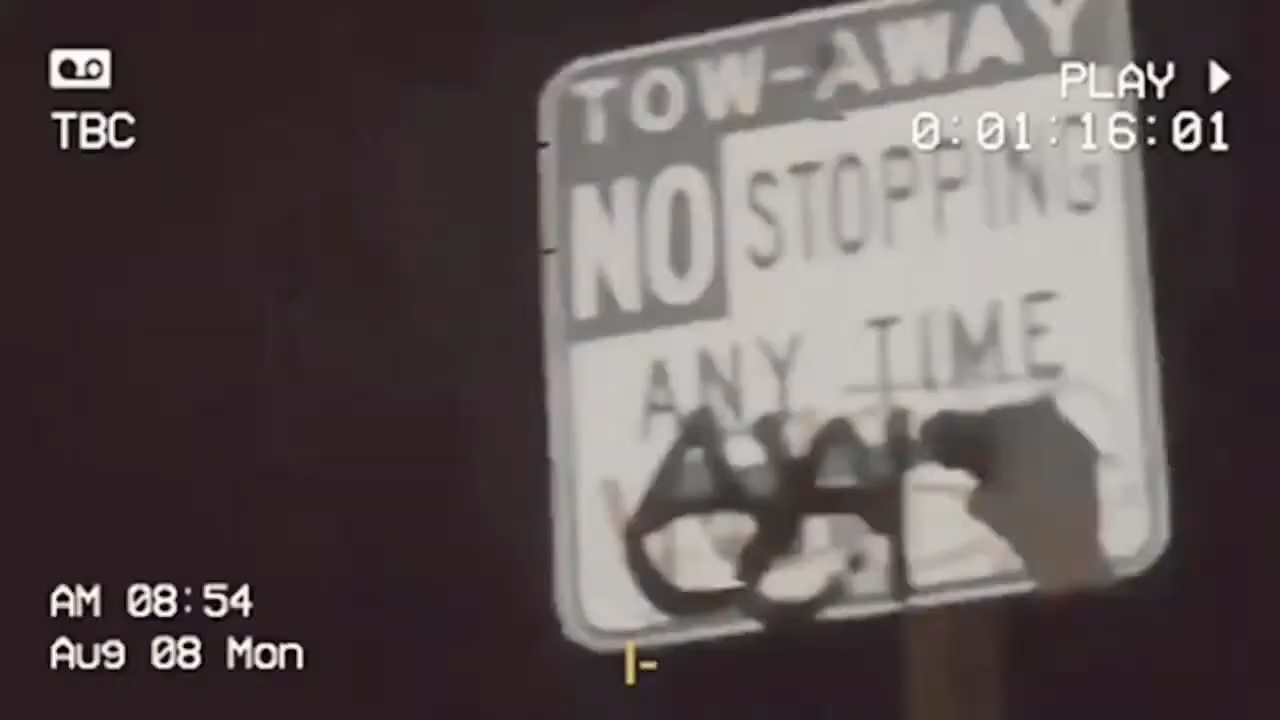 TOW-AWAY
PLAY
TBC
0:01:16:01
NO STOPPING
ANY TIME
AM 08:54
Aug 08 Mon